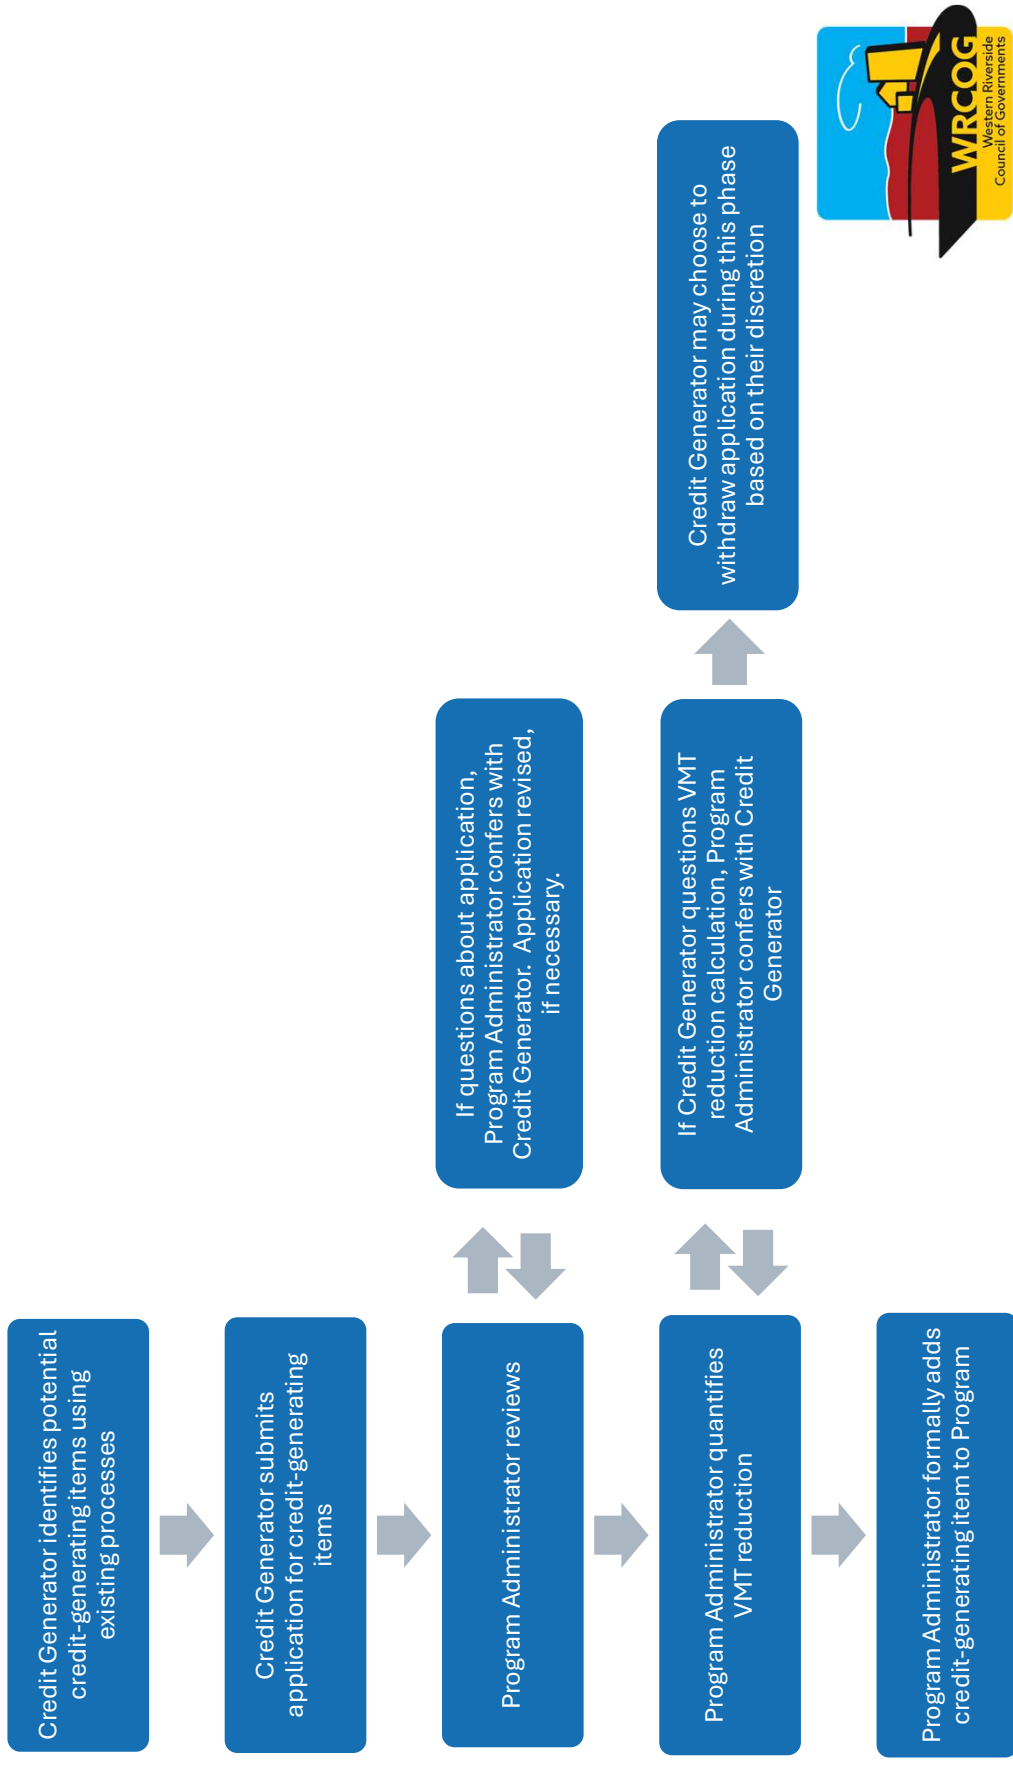 Credit Generator identifies potential
credit-generating items using
existing processes
Credit Generator submits
application for credit-generating
items
Program Administrator reviews
If questions about application,
Program Administrator confers with
Credit Generator.  Application revised,
if necessary.
Program Administrator quantifies
VMT reduction
If Credit Generator questions VMT
reduction calculation, Program
Administrator confers with Credit
Generator
Credit Generator may choose to
withdraw application during this phase
based on their discretion
Program Administrator formally adds
credit-generating item to Program
WRCOG
Western Riverside
Council of Governments